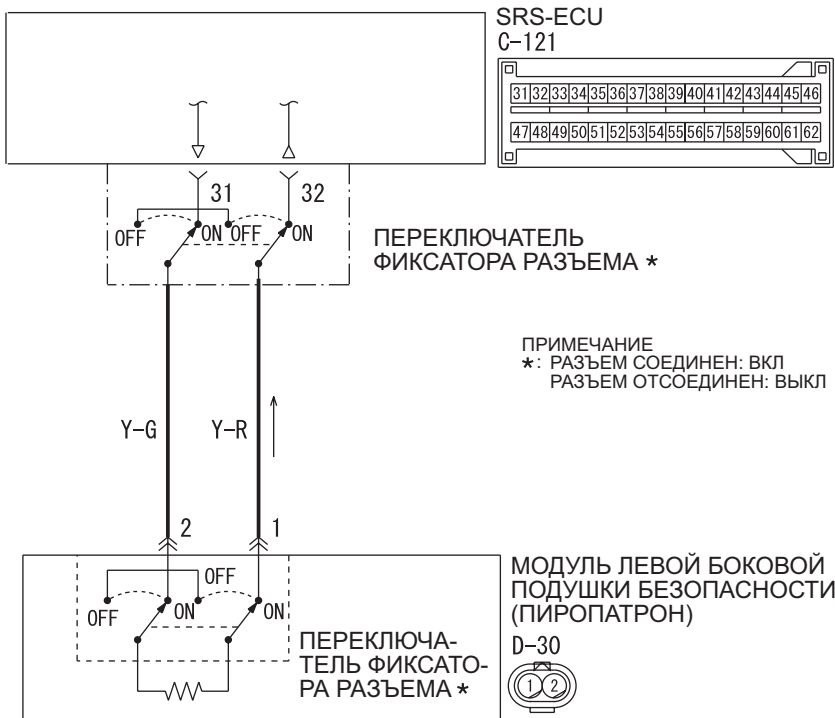 SRS-ECU
C-121
31 32 33 34 35 36 37 38 39 40 41 42 43 44 45 46
47 48 49 50 51 52 53 54 55 56 57 58 59 60 61 62
31 32
OFF ON OFF ON
ПЕРЕКЛЮЧАТЕЛЬ
ФИКСАТОРА РАЗЪЕМА *
ПРИМЕЧАНИЕ
*: РАЗЪЕМ СОЕДИНЕН: ВКЛ
РАЗЪЕМ ОТСОЕДИНЕН: ВЫКЛ
Y-G Y-R
2 1
OFF
OFF ON ON
ПЕРЕКЛЮЧА-
ТЕЛЬ ФИКСАТО-
РА РАЗЪЕМА *
МОДУЛЬ ЛЕВОЙ БОКОВОЙ
ПОДУШКИ БЕЗОПАСНОСТИ
(ПИРОПАТРОН)
D-30
1 2